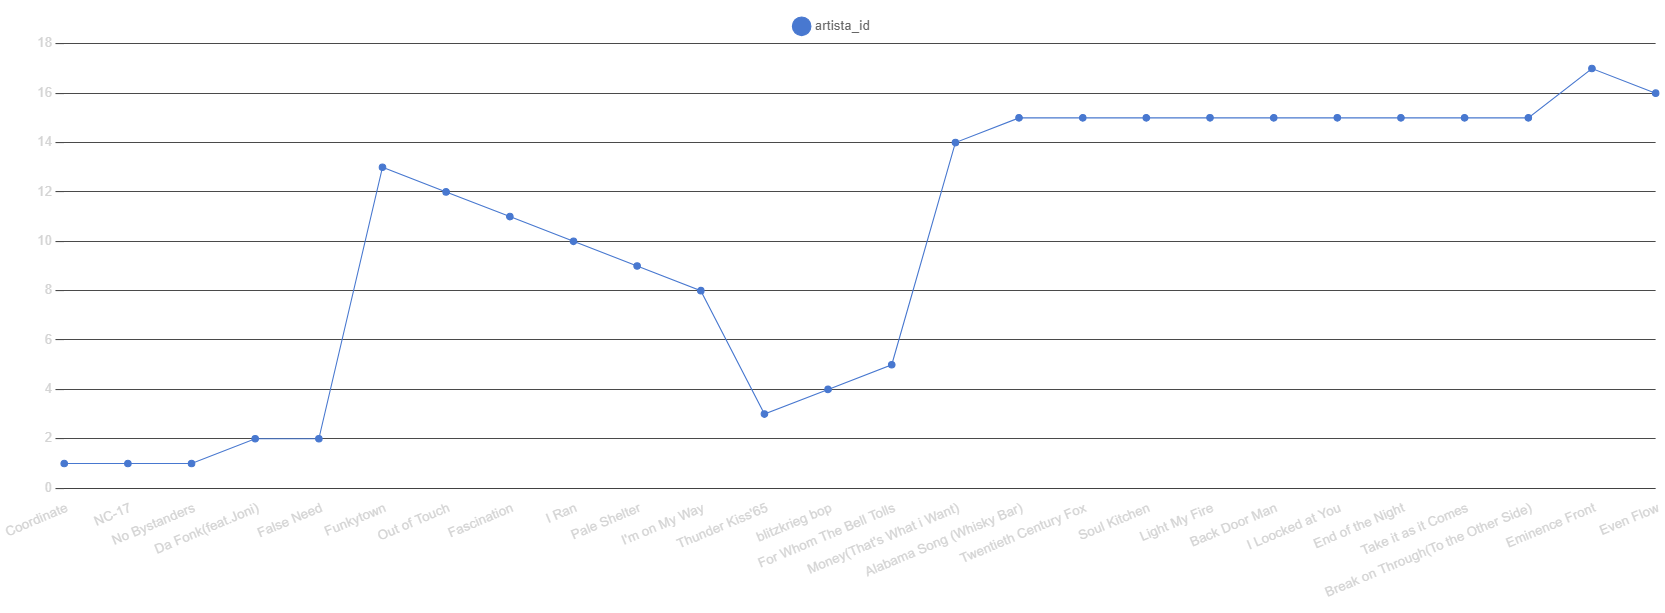 artista_id
18
16
14
12
10
8
6
4
2
0
Coordinate
NC-17
No Bystanders
Da Fonk(feat.Joni)
False Need
Funkytown
Out of Touch
Fascination
I Ran
Pale Shelter
I'm on My Way
Thunder Kiss'65
blitzkrieg bop
For Whom The Bell Tolls
Money(That's What i Want)
Alabama Song (Whisky Bar)
Twentieth Century Fox
Soul Kitchen
Light My Fire
Back Door Man
I Loocked at You
End of the Night
Take it as it Comes
Break on Through(To the Other Side)
Eminence Front
Even Flow